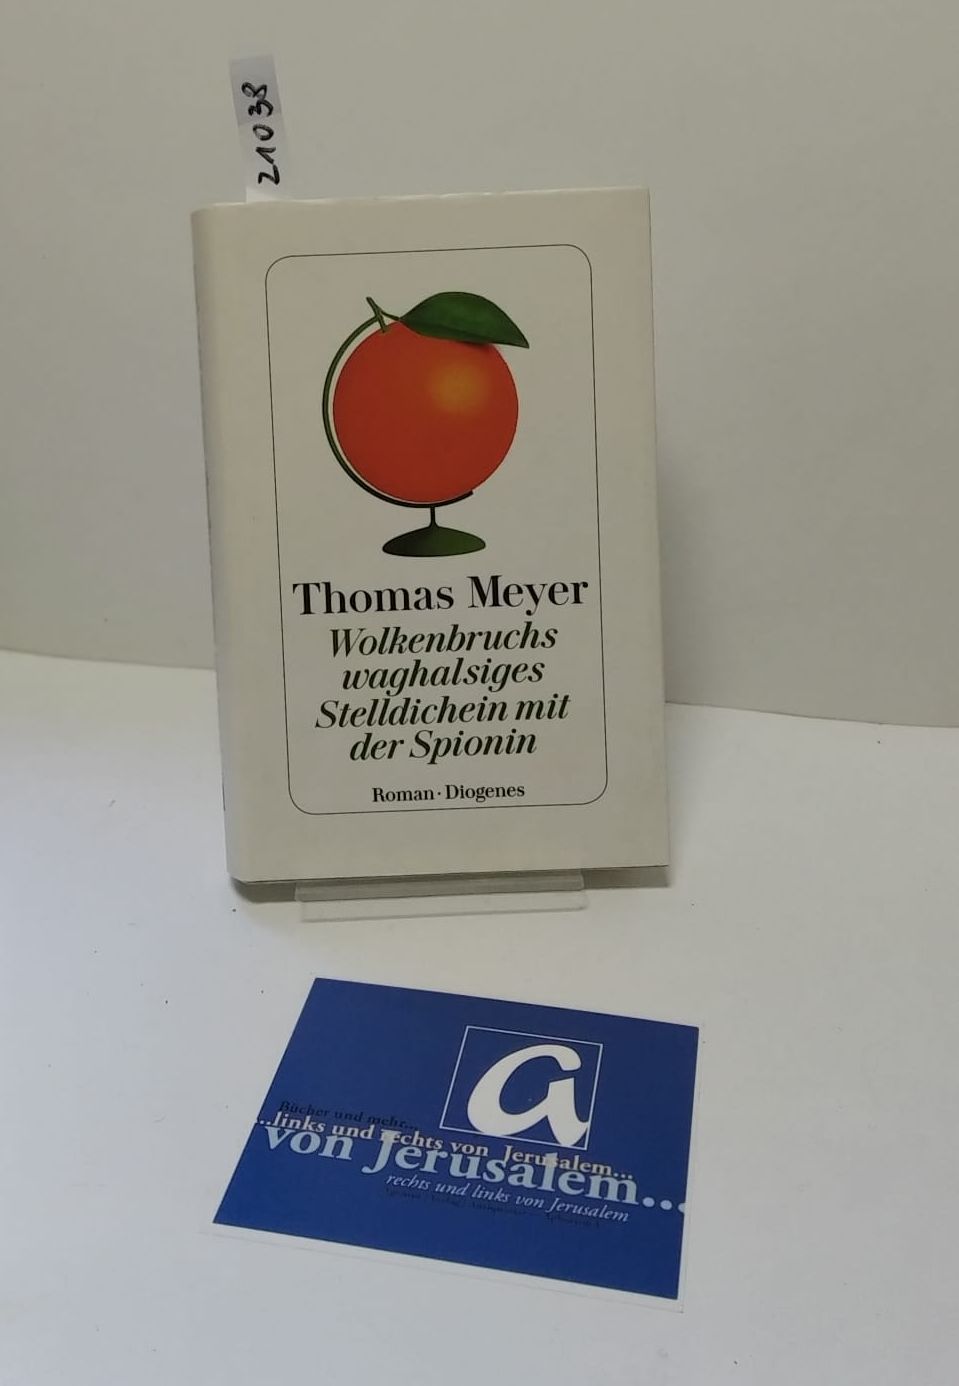 21038
Thomas Meyer
Wolkenbruchs
waghalsiges
Stelldichein mit
der Spionin
Roman · Diogenes
a
Bücher und mehr...
...links und rechts von Jerusalem...
von Jerusalem...
rechts und links von Jerusalem